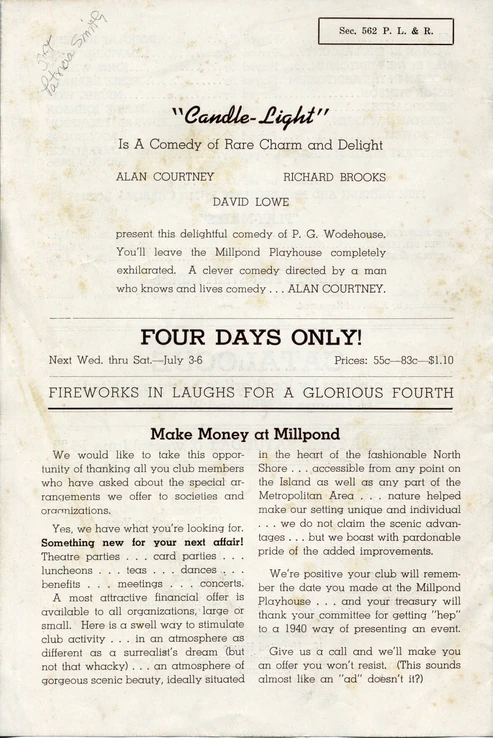 For
Patricia Smith
Sec. 562 P. L. & R.
"Candle-Light"
Is A Comedy of Rare Charm and Delight
ALAN COURTNEY RICHARD BROOKS
DAVID LOWE
present this delightful comedy of P. G. Wodehouse.
You'll leave the Millpond Playhouse completely
exhilarated. A clever comedy directed by a man
who knows and lives comedy . . . ALAN COURTNEY.
FOUR DAYS ONLY!
Next Wed. thru Sat.—July 3-6 Prices: 55c—83c—$1.10
FIREWORKS IN LAUGHS FOR A GLORIOUS FOURTH
Make Money at Millpond
We would like to take this oppor-
tunity of thanking all you club members
who have asked about the special ar-
rangements we offer to societies and
organizations.
Yes, we have what you're looking for.
Something new for your next affair!
Theatre parties . . . card parties . . .
luncheons . . . teas . . . dances . . .
benefits . . . meetings . . . concerts.
A most attractive financial offer is
available to all organizations, large or
small. Here is a swell way to stimulate
club activity . . . in an atmosphere as
different as a surrealist's dream (but
not that whacky) . . . an atmosphere of
gorgeous scenic beauty, ideally situated
in the heart of the fashionable North
Shore . . . accessible from any point on
the Island as well as any part of the
Metropolitan Area . . . nature helped
make our setting unique and individual
. . . we do not claim the scenic advan-
tages . . . but we boast with pardonable
pride of the added improvements.
We're positive your club will remem-
ber the date you made at the Millpond
Playhouse . . . and your treasury will
thank your committee for getting "hep"
to a 1940 way of presenting an event.
Give us a call and we'll make you
an offer you won't resist. (This sounds
almost like an "ad" doesn't it?)